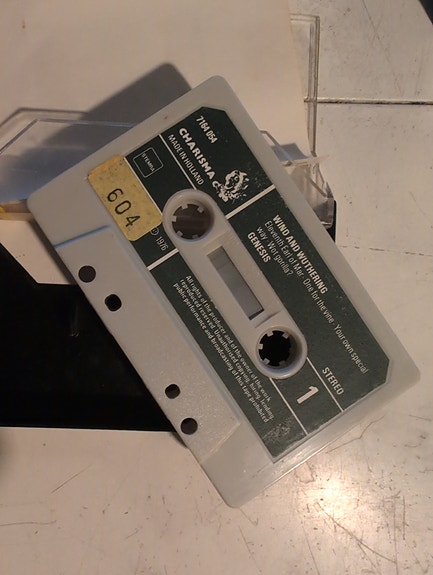 7164 054
CHARISMA
MADE IN HOLLAND
STEMRA
604
℗ 1976
WIND AND WUTHERING
Eleventh Earl of Mar · One for the vine · Your own special
way · Wot gorilla?
GENESIS
STEREO
1
All rights of the producer and of the owner of the work
reproduced reserved. Unauthorised copying, hiring, lending,
public performance and broadcasting of this tape prohibited